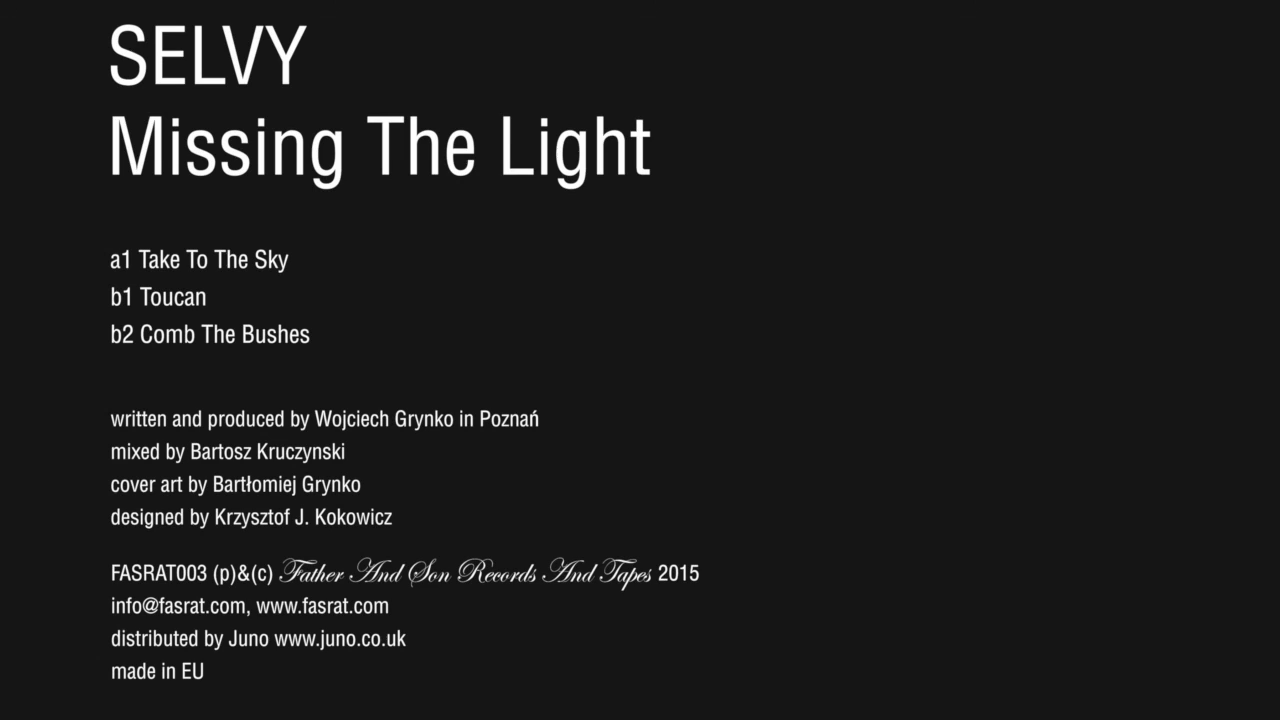 SELVY
Missing The Light
a1 Take To The Sky
b1 Toucan
b2 Comb The Bushes
written and produced by Wojciech Grynko in Poznań
mixed by Bartosz Kruczynski
cover art by Bartłomiej Grynko
designed by Krzysztof J. Kokowicz
FASRAT003 (p)&(c) Father And Son Records And Tapes 2015
info@fasrat.com, www.fasrat.com
distributed by Juno www.juno.co.uk
made in EU